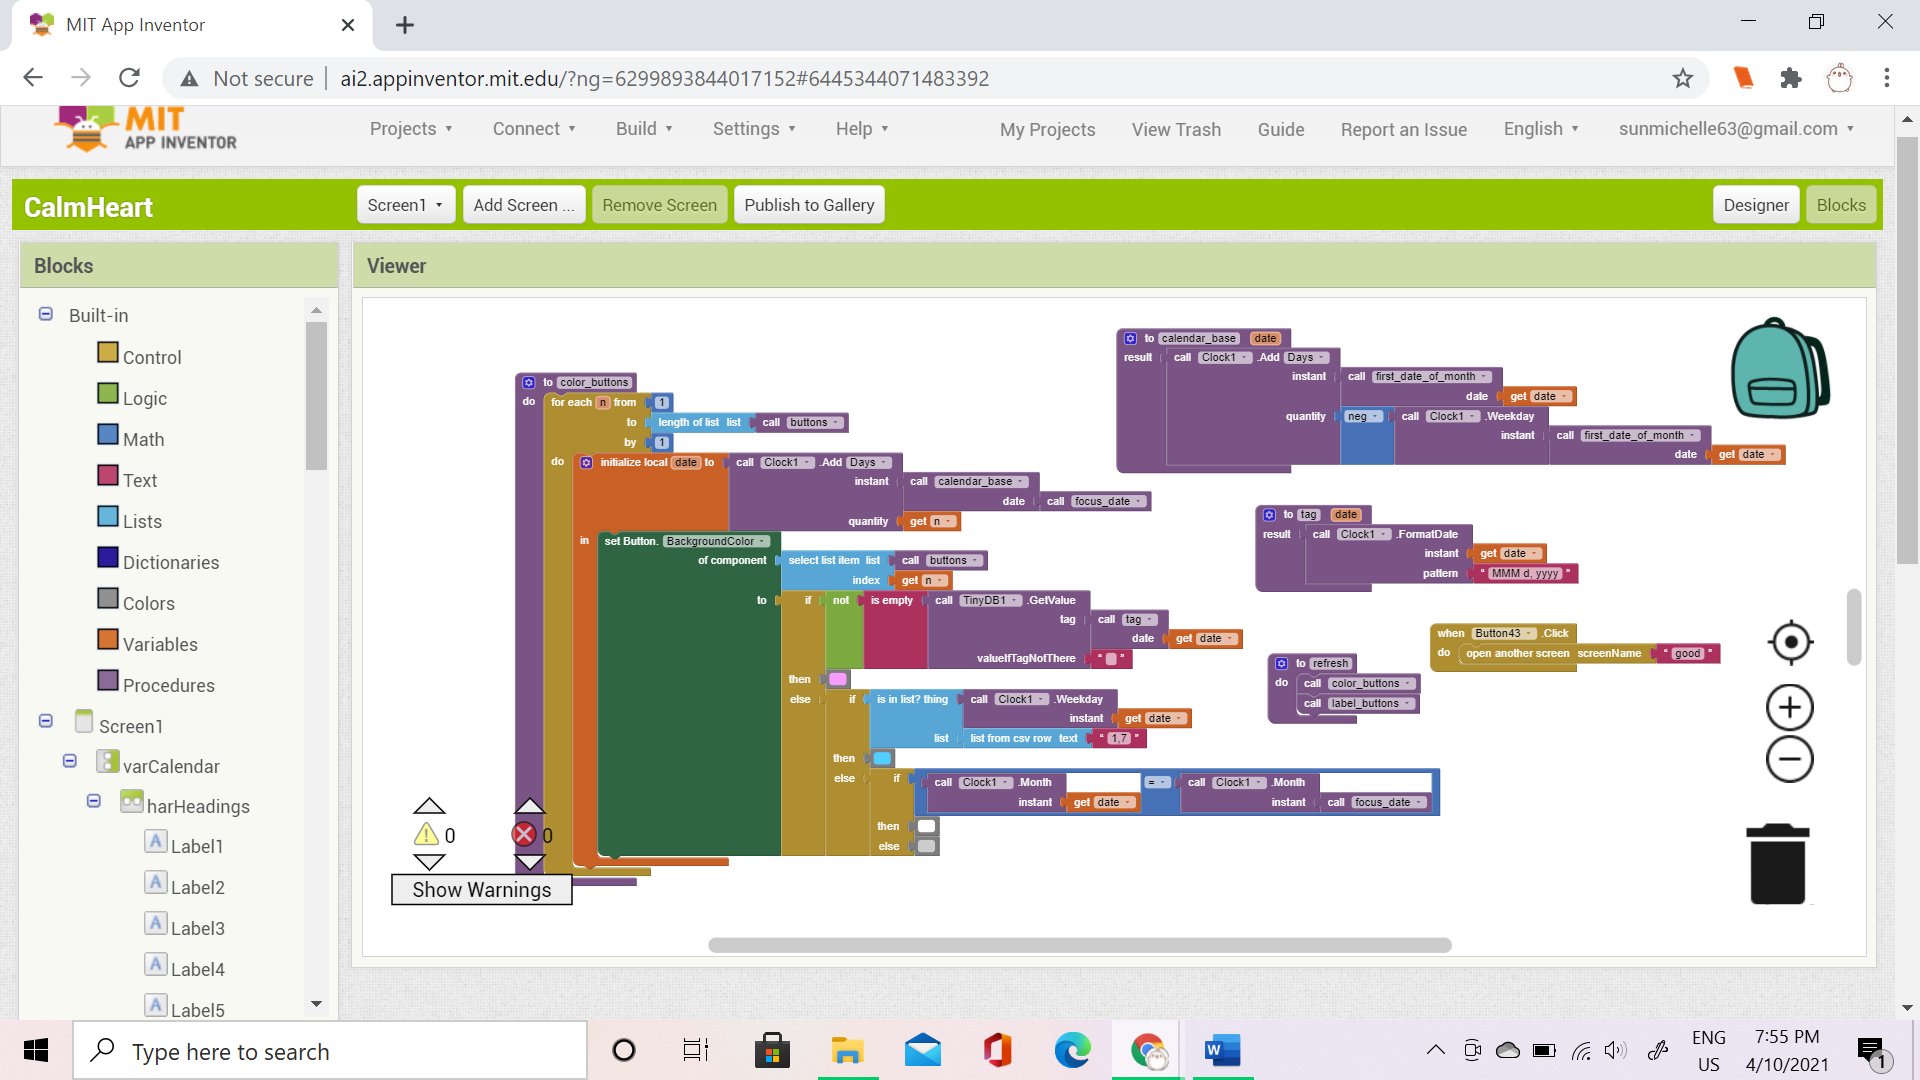 MIT App Inventor
Not secure | ai2.appinventor.mit.edu/?ng=6299893844017152#6445344071483392
MIT
APP INVENTOR
Projects Connect Build Settings Help My Projects View Trash Guide Report an Issue English sunmichelle63@gmail.com
CalmHeart Screen1 Add Screen ... Remove Screen Publish to Gallery Designer Blocks
Blocks
Viewer
Built-in
Control
Logic
Math
Text
Lists
Dictionaries
Colors
Variables
Procedures
Screen1
varCalendar
harHeadings
Label1
Label2
Label3
Label4
Label5
to color_buttons
do for each n from 1
to length of list list call buttons
by 1
do initialize local date to call Clock1 .Add Days
instant call calendar_base
date call focus_date
quantity get n
in set Button. BackgroundColor
of component select list item list call buttons
index get n
to if not is empty call TinyDB1 .GetValue
tag call tag
date get date
valueIfTagNotThere " "
then
else if is in list? thing call Clock1 .Weekday
instant get date
list list from csv row text " 1,7 "
then
else if call Clock1 .Month = call Clock1 .Month
instant get date instant call focus_date
then
else
to calendar_base date
result call Clock1 .Add Days
instant call first_date_of_month
date get date
quantity neg call Clock1 .Weekday
instant call first_date_of_month
date get date
to tag date
result call Clock1 .FormatDate
instant get date
pattern " MMM d, yyyy "
when Button43 .Click
do open another screen screenName " good "
to refresh
do call color_buttons
call label_buttons
0 0
Show Warnings
Type here to search
W
ENG
US
7:55 PM
4/10/2021
1